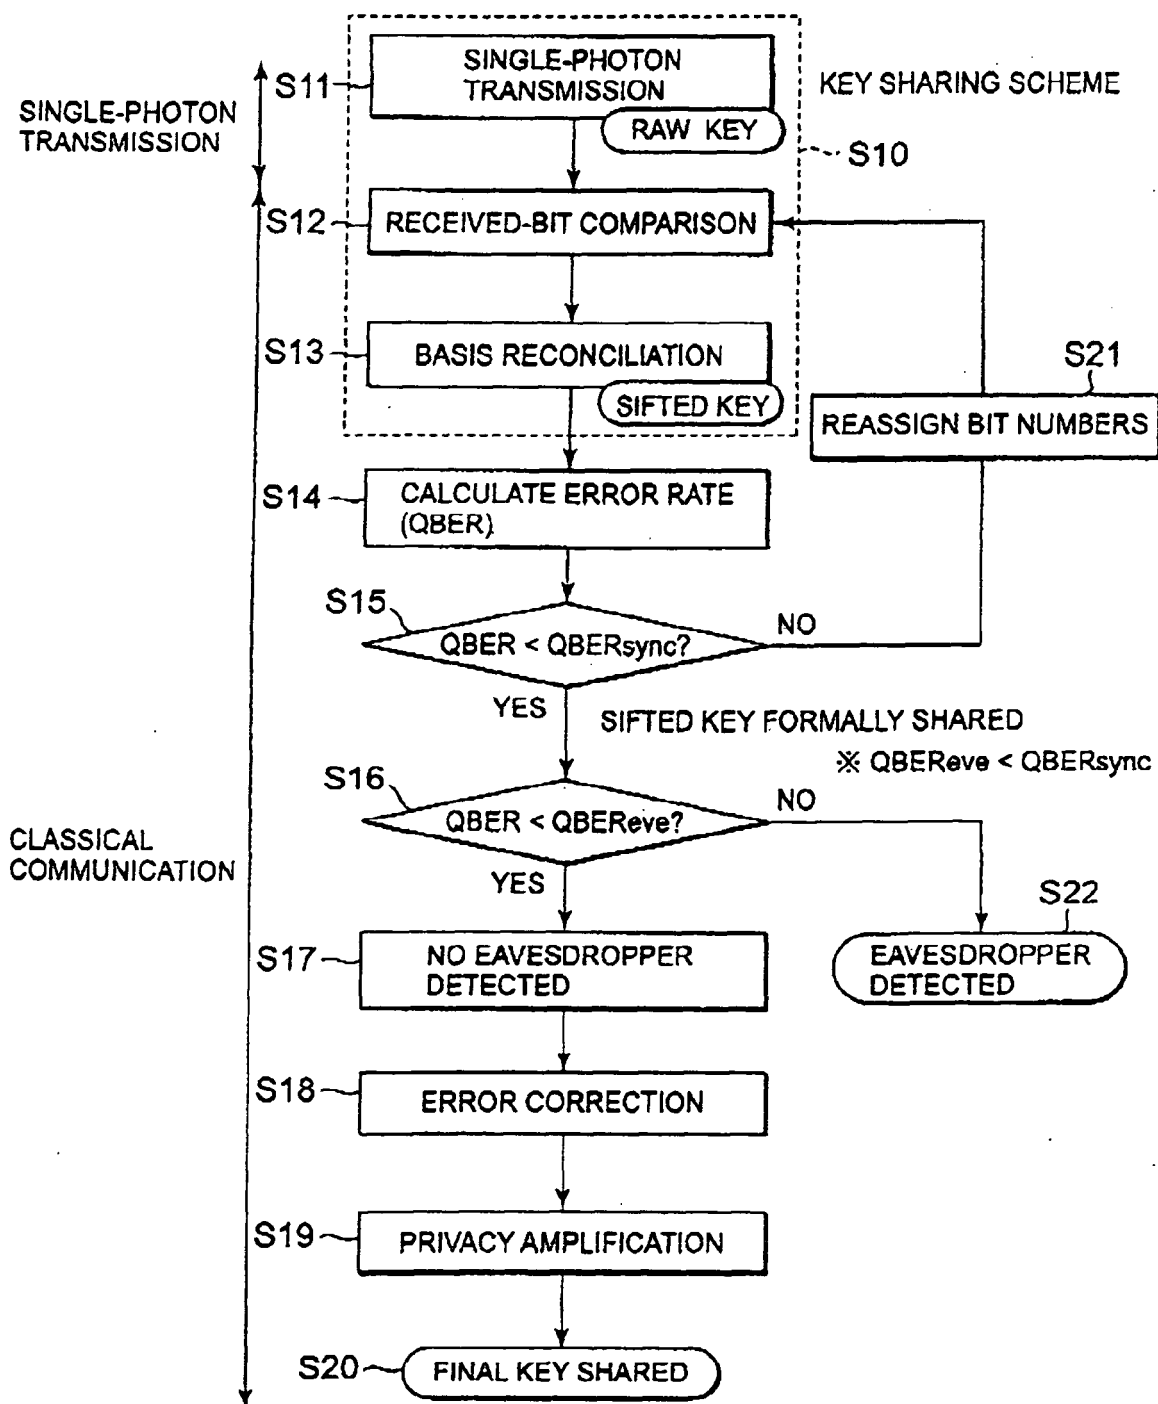 S11
SINGLE-PHOTON
TRANSMISSION
RAW KEY
KEY SHARING SCHEME
S10
SINGLE-PHOTON
TRANSMISSION
S12
RECEIVED-BIT COMPARISON
S13
BASIS RECONCILIATION
SIFTED KEY
S21
REASSIGN BIT NUMBERS
S14
CALCULATE ERROR RATE
(QBER)
S15
QBER < QBERsync?
NO
YES
SIFTED KEY FORMALLY SHARED
※ QBEReve < QBERsync
S16
QBER < QBEReve?
NO
YES
CLASSICAL
COMMUNICATION
S17
NO EAVESDROPPER
DETECTED
S22
EAVESDROPPER
DETECTED
S18
ERROR CORRECTION
S19
PRIVACY AMPLIFICATION
S20
FINAL KEY SHARED